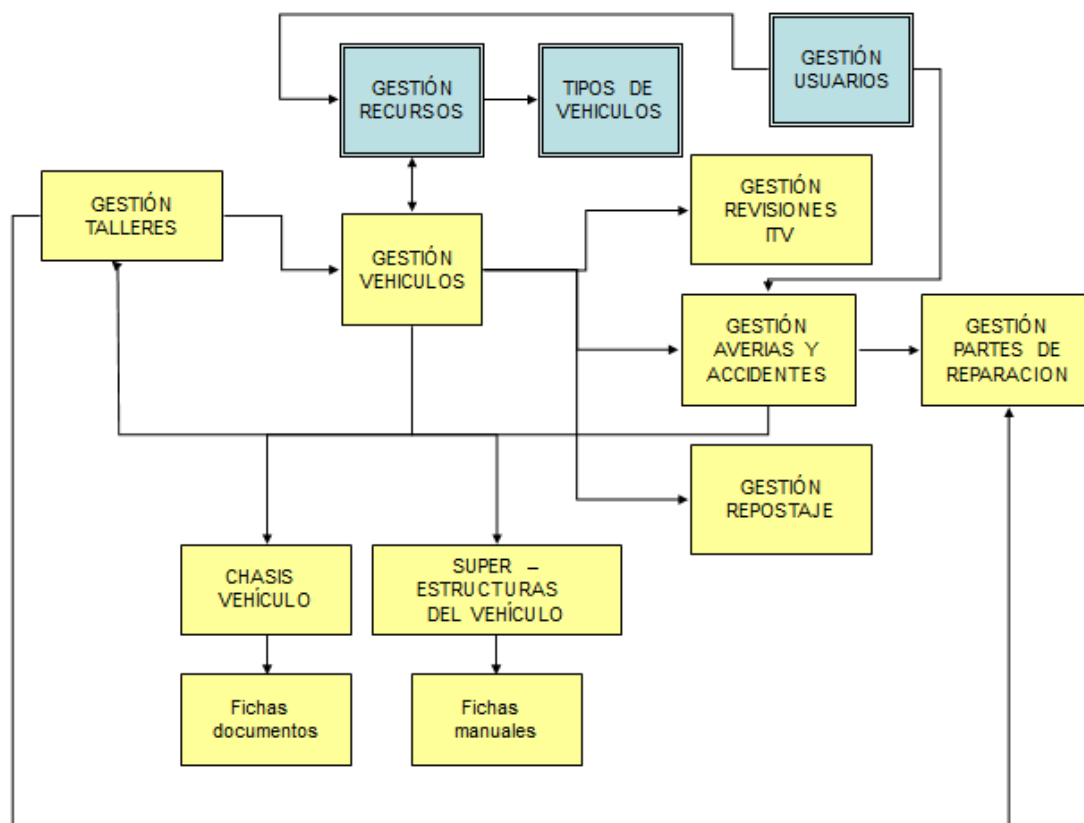 GESTIÓN
RECURSOS
TIPOS DE
VEHICULOS
GESTIÓN
USUARIOS
GESTIÓN
TALLERES
GESTIÓN
VEHICULOS
GESTIÓN
REVISIONES
ITV
GESTIÓN
AVERIAS Y
ACCIDENTES
GESTIÓN
PARTES DE
REPARACION
GESTIÓN
REPOSTAJE
CHASIS
VEHÍCULO
SUPER –
ESTRUCTURAS
DEL VEHÍCULO
Fichas
documentos
Fichas
manuales